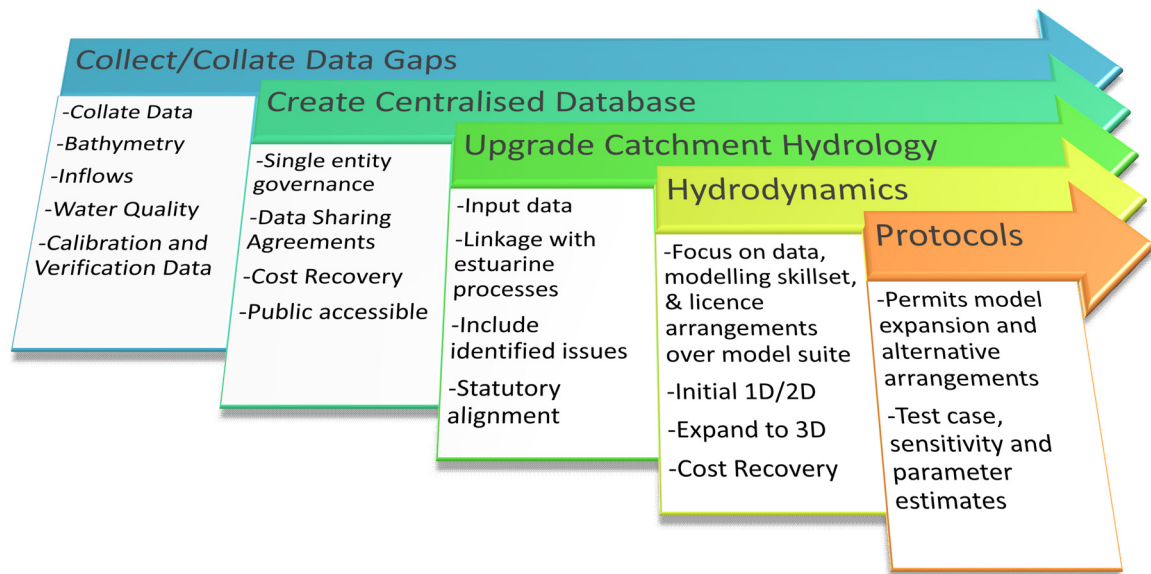 Collect/Collate Data Gaps
-Collate Data
-Bathymetry
-Inflows
-Water Quality
-Calibration and
Verification Data
Create Centralised Database
-Single entity
governance
-Data Sharing
Agreements
-Cost Recovery
-Public accessible
Upgrade Catchment Hydrology
-Input data
-Linkage with
estuarine
processes
-Include
identified issues
-Statutory
alignment
Hydrodynamics
-Focus on data,
modelling skillset,
& licence
arrangements
over model suite
-Initial 1D/2D
-Expand to 3D
-Cost Recovery
Protocols
-Permits model
expansion and
alternative
arrangements
-Test case,
sensitivity and
parameter
estimates